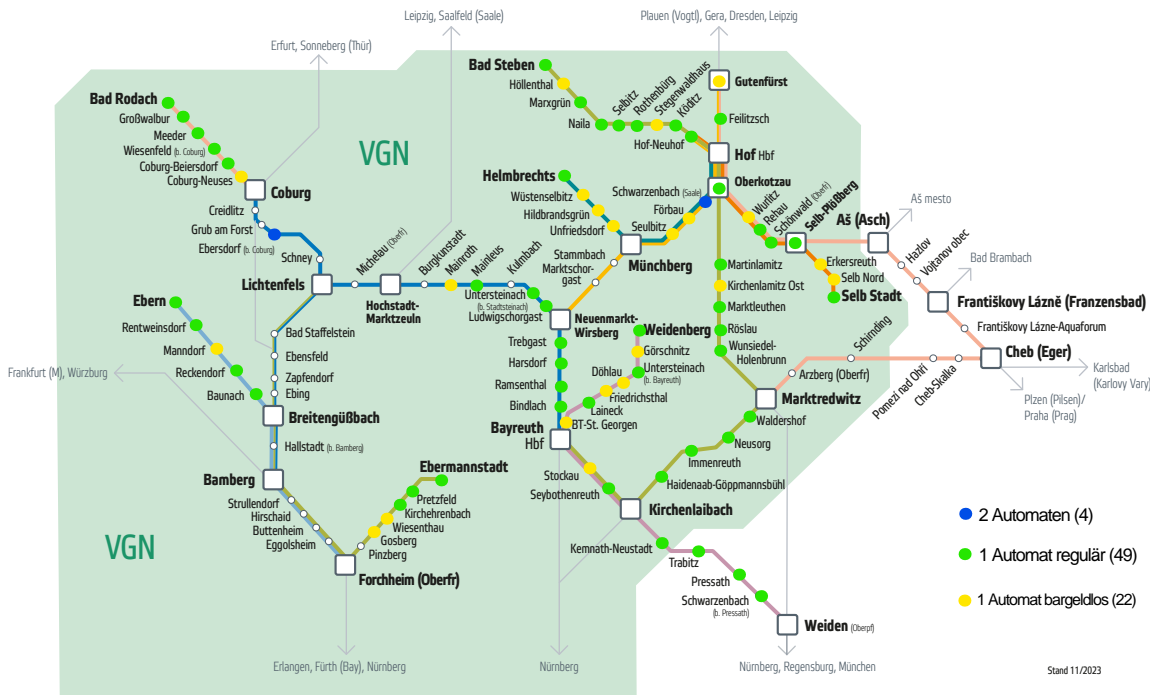 Leipzig, Saalfeld (Saale)
Plauen (Vogtl), Gera, Dresden, Leipzig
Erfurt, Sonneberg (Thür)
VGN
Bad Rodach
Großwalbur
Meeder
Wiesenfeld (b. Coburg)
Coburg-Beiersdorf
Coburg-Neuses
Coburg
Creidlitz
Grub am Forst
Ebersdorf (b. Coburg)
Schney
Lichtenfels
Michelau (Oberfr)
Hochstadt-
Marktzeuln
Burgkunstadt
Mainroth
Mainleus
Kulmbach
Untersteinach
(b. Stadtsteinach)
Ludwigschorgast
Neuenmarkt-
Wirsberg
Bad Steben
Höllenthal
Marxgrün
Naila
Selbitz
Rothenbürg
Stegenwaldhaus
Köditz
Hof-Neuhof
Gutenfürst
Feilitzsch
Hof Hbf
Oberkotzau
Helmbrechts
Wüstenselbitz
Hildbrandsgrün
Unfriedsdorf
Münchberg
Schwarzenbach (Saale)
Förbau
Seulbitz
Stammbach
Marktschor-
gast
Wurlitz
Rehau
Schönwald (Oberfr)
Selb-Plößberg
Erkersreuth
Selb Nord
Selb Stadt
Aš (Asch)
Aš mesto
Hazlov
Vojtanov obec
Bad Brambach
Františkovy Lázně (Franzensbad)
Františkovy Lázne-Aquaforum
Cheb (Eger)
Karlsbad
(Karlovy Vary)
Plzen (Pilsen)/
Praha (Prag)
Cheb-Skalka
Pomezí nad Ohří
Schirnding
Arzberg (Oberfr)
Marktredwitz
Martinlamitz
Kirchenlamitz Ost
Marktleuthen
Röslau
Wunsiedel-
Holenbrunn
Ebern
Rentweinsdorf
Manndorf
Reckendorf
Baunach
Bad Staffelstein
Ebensfeld
Zapfendorf
Ebing
Breitengüßbach
Hallstadt (b. Bamberg)
Frankfurt (M), Würzburg
Bamberg
Strullendorf
Hirschaid
Buttenheim
Eggolsheim
Forchheim (Oberfr)
Ebermannstadt
Pretzfeld
Kirchehrenbach
Wiesenthau
Gosberg
Pinzberg
Erlangen, Fürth (Bay), Nürnberg
VGN
Trebgast
Harsdorf
Ramsenthal
Bindlach
Bayreuth
Hbf
Weidenberg
Görschnitz
Untersteinach
(b. Bayreuth)
Döhlau
Friedrichsthal
Laineck
BT-St. Georgen
Stockau
Seybothenreuth
Kirchenlaibach
Waldershof
Neusorg
Immenreuth
Haidenaab-Göppmannsbühl
Kemnath-Neustadt
Trabitz
Pressath
Schwarzenbach
(b. Pressath)
Weiden (Oberpf)
Nürnberg
Nürnberg, Regensburg, München
2 Automaten (4)
1 Automat regulär (49)
1 Automat bargeldlos (22)
Stand 11/2023